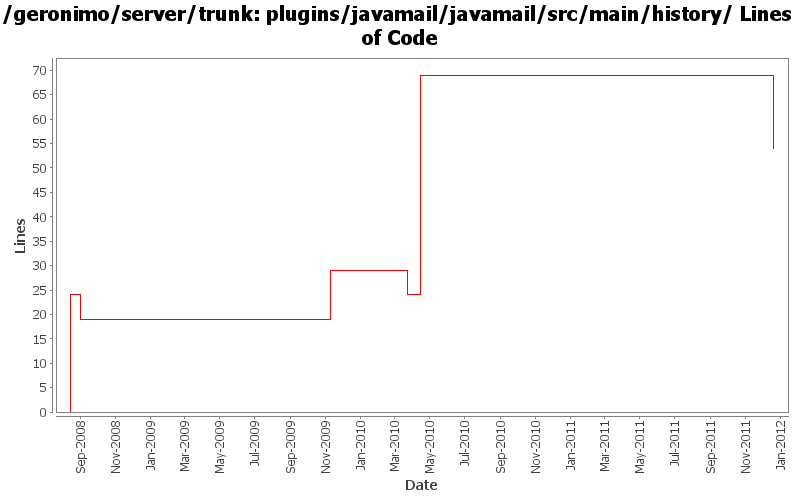 /geronimo/server/trunk: plugins/javamail/javamail/src/main/history/ Lines
of Code
70
65
60
55
50
45
40
35
30
25
20
15
10
5
0
Lines
Sep-2008
Nov-2008
Jan-2009
Mar-2009
May-2009
Jul-2009
Sep-2009
Nov-2009
Jan-2010
Mar-2010
May-2010
Jul-2010
Sep-2010
Nov-2010
Jan-2011
Mar-2011
May-2011
Jul-2011
Sep-2011
Nov-2011
Jan-2012
Date